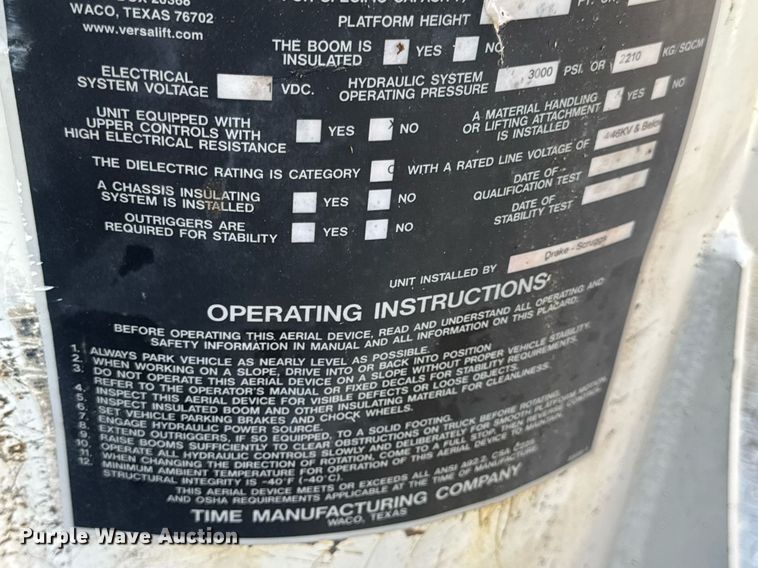 WACO, TEXAS 76702
www.versalift.com
PLATFORM HEIGHT
THE BOOM IS INSULATED YES NO
ELECTRICAL SYSTEM VOLTAGE 1 VDC.
HYDRAULIC SYSTEM OPERATING PRESSURE 3000 PSI. OR 2210 KG/SQCM
UNIT EQUIPPED WITH
UPPER CONTROLS WITH YES NO
HIGH ELECTRICAL RESISTANCE
A MATERIAL HANDLING
OR LIFTING ATTACHMENT YES NO
IS INSTALLED
THE DIELECTRIC RATING IS CATEGORY C WITH A RATED LINE VOLTAGE OF 46KV & Below
A CHASSIS INSULATING
SYSTEM IS INSTALLED YES NO
DATE OF
QUALIFICATION TEST
OUTRIGGERS ARE
REQUIRED FOR STABILITY YES NO
DATE OF
STABILITY TEST
UNIT INSTALLED BY Drake - Scruggs
OPERATING INSTRUCTIONS
BEFORE OPERATING THIS AERIAL DEVICE, READ AND UNDERSTAND ALL OPERATING AND
SAFETY INFORMATION IN MANUAL AND ALL INFORMATION ON THIS PLACARD.
1. ALWAYS PARK VEHICLE AS NEARLY LEVEL AS POSSIBLE.
2. WHEN WORKING ON A SLOPE, DRIVE INTO OR BACK INTO POSITION
3. DO NOT OPERATE THIS AERIAL DEVICE ON A SLOPE WITHOUT PROPER VEHICLE STABILITY.
REFER TO THE OPERATOR'S MANUAL OR FIXED DECALS FOR STABILITY REQUIREMENTS.
4. INSPECT THIS AERIAL DEVICE FOR VISIBLE DEFECTS OR LOOSE OBJECTS.
5. INSPECT INSULATED BOOM AND OTHER INSULATING MATERIAL FOR CLEANLINESS.
6. SET VEHICLE PARKING BRAKES AND CHOCK WHEELS.
7. ENGAGE HYDRAULIC POWER SOURCE.
8. EXTEND OUTRIGGERS, IF SO EQUIPPED, TO A SOLID FOOTING.
9. RAISE BOOMS SUFFICIENTLY TO CLEAR OBSTRUCTIONS ON TRUCK BEFORE ROTATING.
10. OPERATE ALL HYDRAULIC CONTROLS SLOWLY AND DELIBERATELY FOR SMOOTH PLATFORM MOTION.
11. WHEN CHANGING THE DIRECTION OF ROTATION, COME TO A FULL STOP, THEN REVERSE CONTROL
12. MINIMUM AMBIENT TEMPERATURE FOR OPERATION OF THIS AERIAL DEVICE TO MAINTAIN
STRUCTURAL INTEGRITY IS -40°F (-40°C).
THIS AERIAL DEVICE MEETS OR EXCEEDS ALL ANSI A92.2, CSA C225,
AND OSHA REQUIREMENTS APPLICABLE AT THE TIME OF MANUFACTURE.
TIME MANUFACTURING COMPANY
WACO, TEXAS
Purple Wave Auction